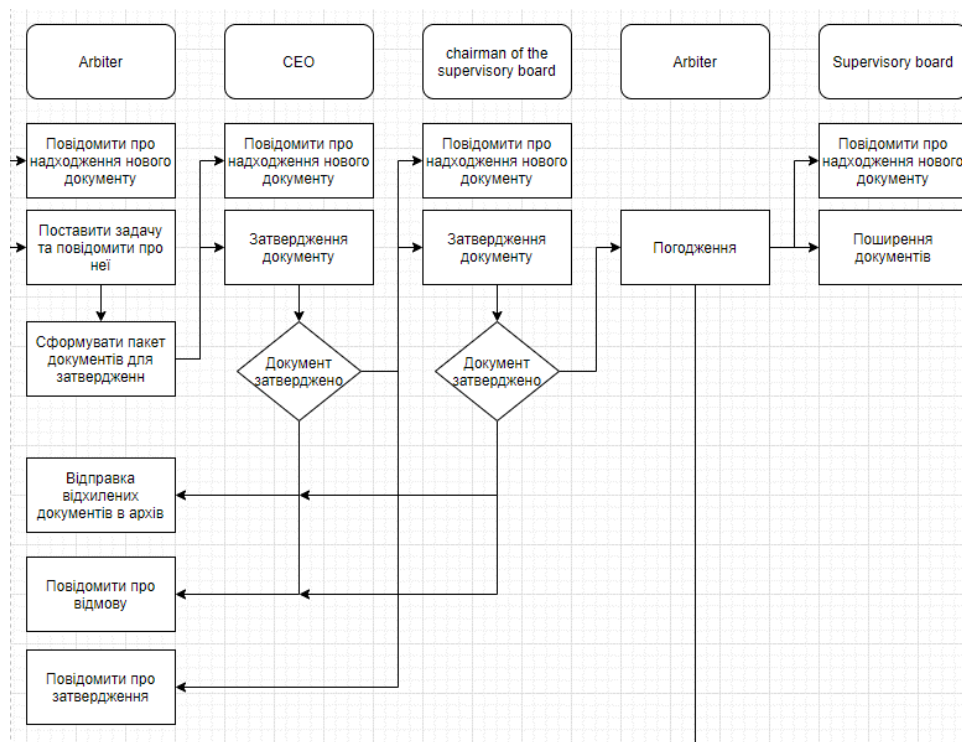 Arbiter
CEO
chairman of the
supervisory board
Arbiter
Supervisory board
Повідомити про
надходження нового
документу
Повідомити про
надходження нового
документу
Повідомити про
надходження нового
документу
Повідомити про
надходження нового
документу
Поставити задачу
та повідомити про
неї
Затвердження
документу
Затвердження
документу
Погодження
Поширення
документів
Сформувати пакет
документів для
затвердженн
Документ
затверджено
Документ
затверджено
Відправка
відхилених
документів в архів
Повідомити про
відмову
Повідомити про
затвердження